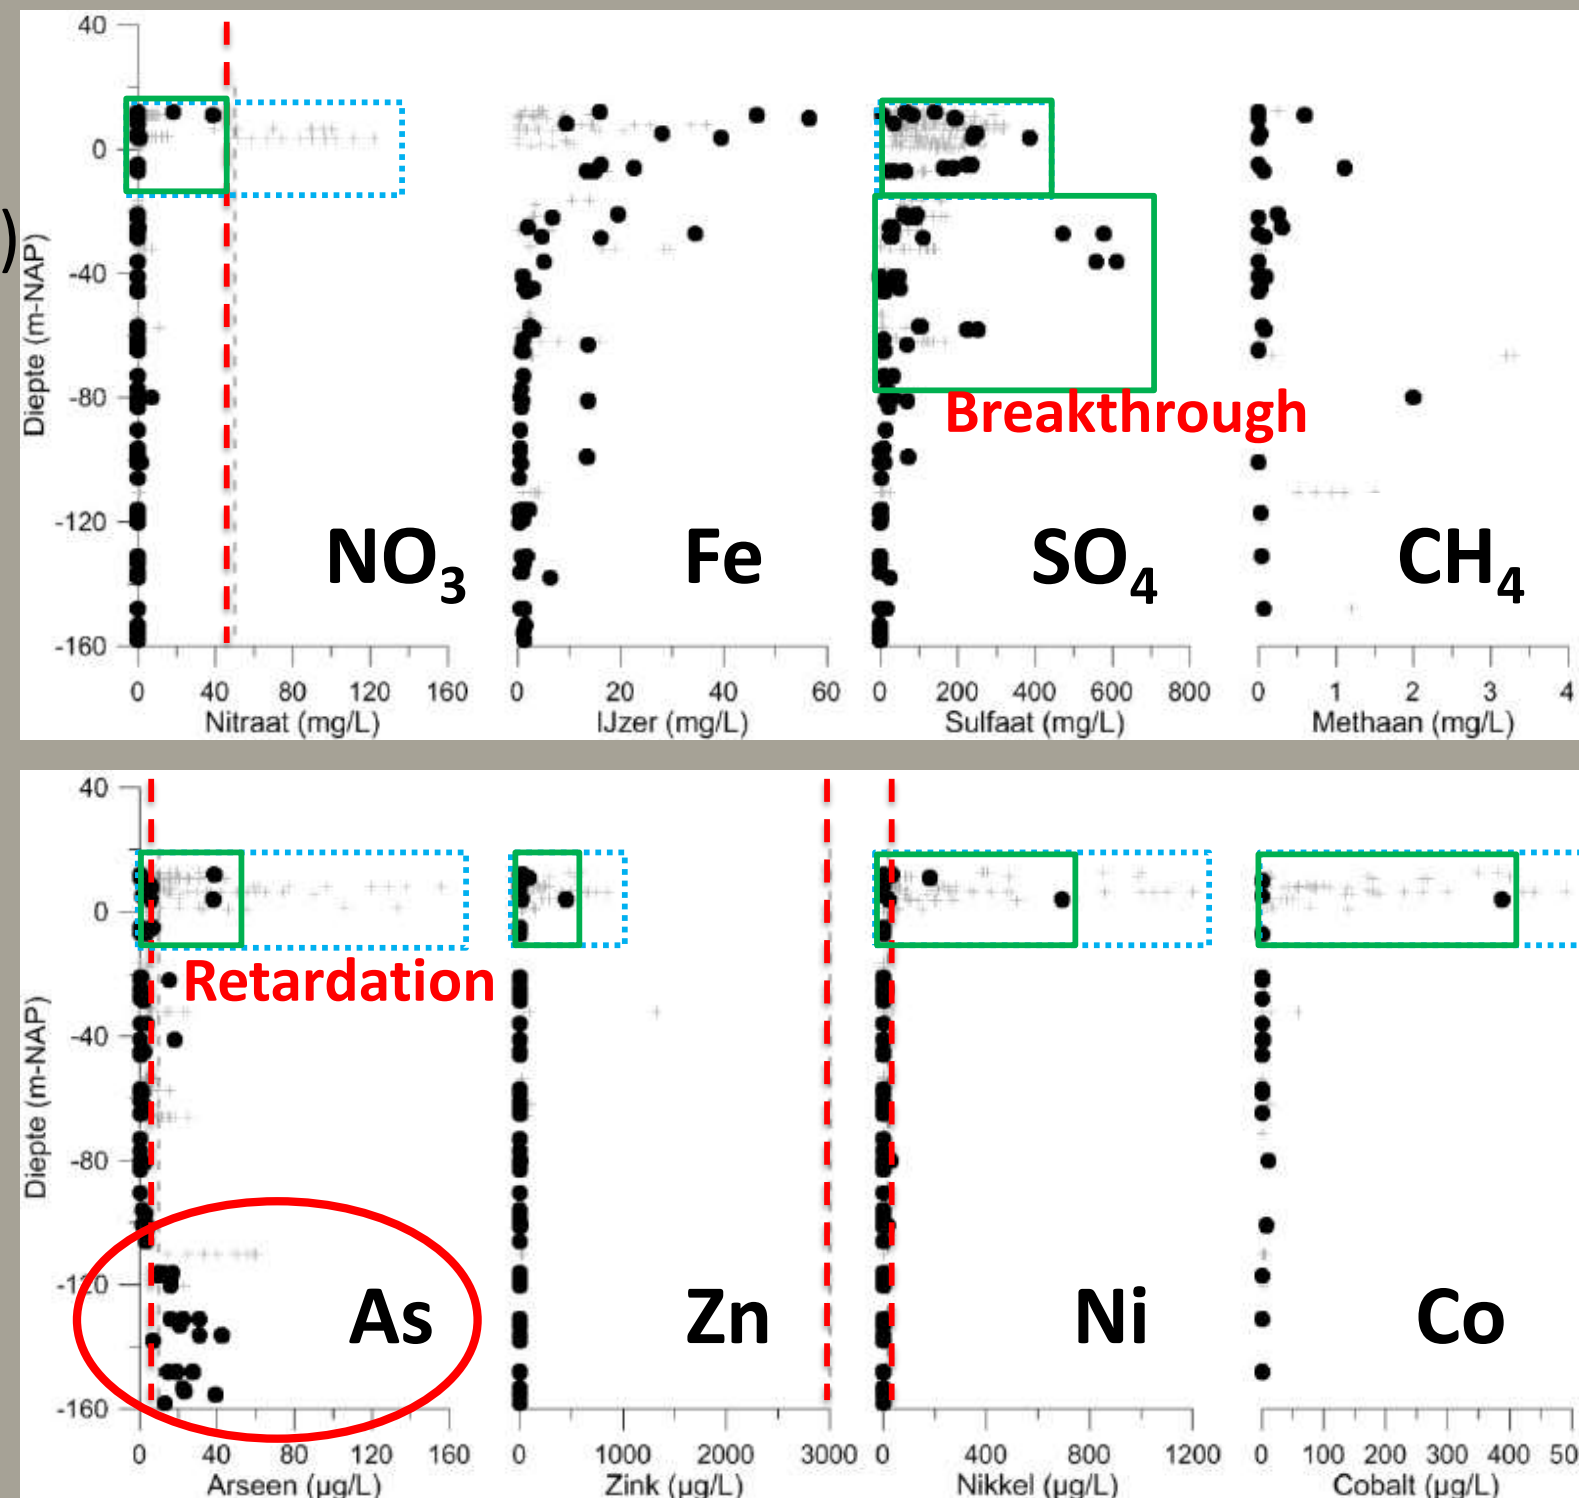 40
0
-40
-80
-120
-160
Diepte (m-NAP)
)
NO3
Fe
SO4
CH4
Breakthrough
0 40 80 120 160
Nitraat (mg/L)
0 20 40 60
IJzer (mg/L)
0 200 400 600 800
Sulfaat (mg/L)
0 1 2 3 4
Methaan (mg/L)
40
0
-40
-80
-120
-160
Diepte (m-NAP)
Retardation
As
Zn
Ni
Co
0 40 80 120 160
Arseen (µg/L)
0 1000 2000 3000
Zink (µg/L)
0 400 800 1200
Nikkel (µg/L)
0 100 200 300 400 50
Cobalt (µg/L)